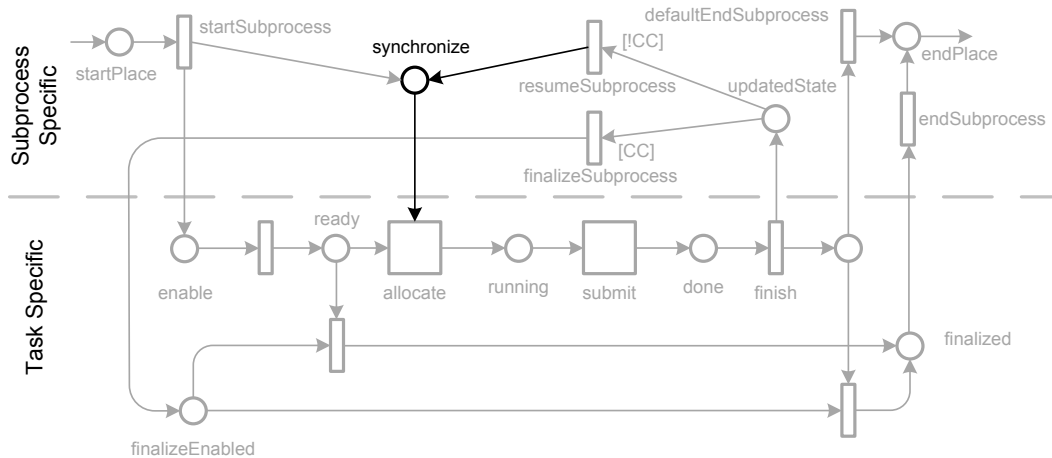 defaultEndSubprocess
startSubprocess
synchronize
[!CC]
startPlace
endPlace
resumeSubprocess
updatedState
Subprocess
Specific
endSubprocess
[CC]
finalizeSubprocess
ready
enable
allocate
running
submit
done
finish
Task Specific
finalized
finalizeEnabled